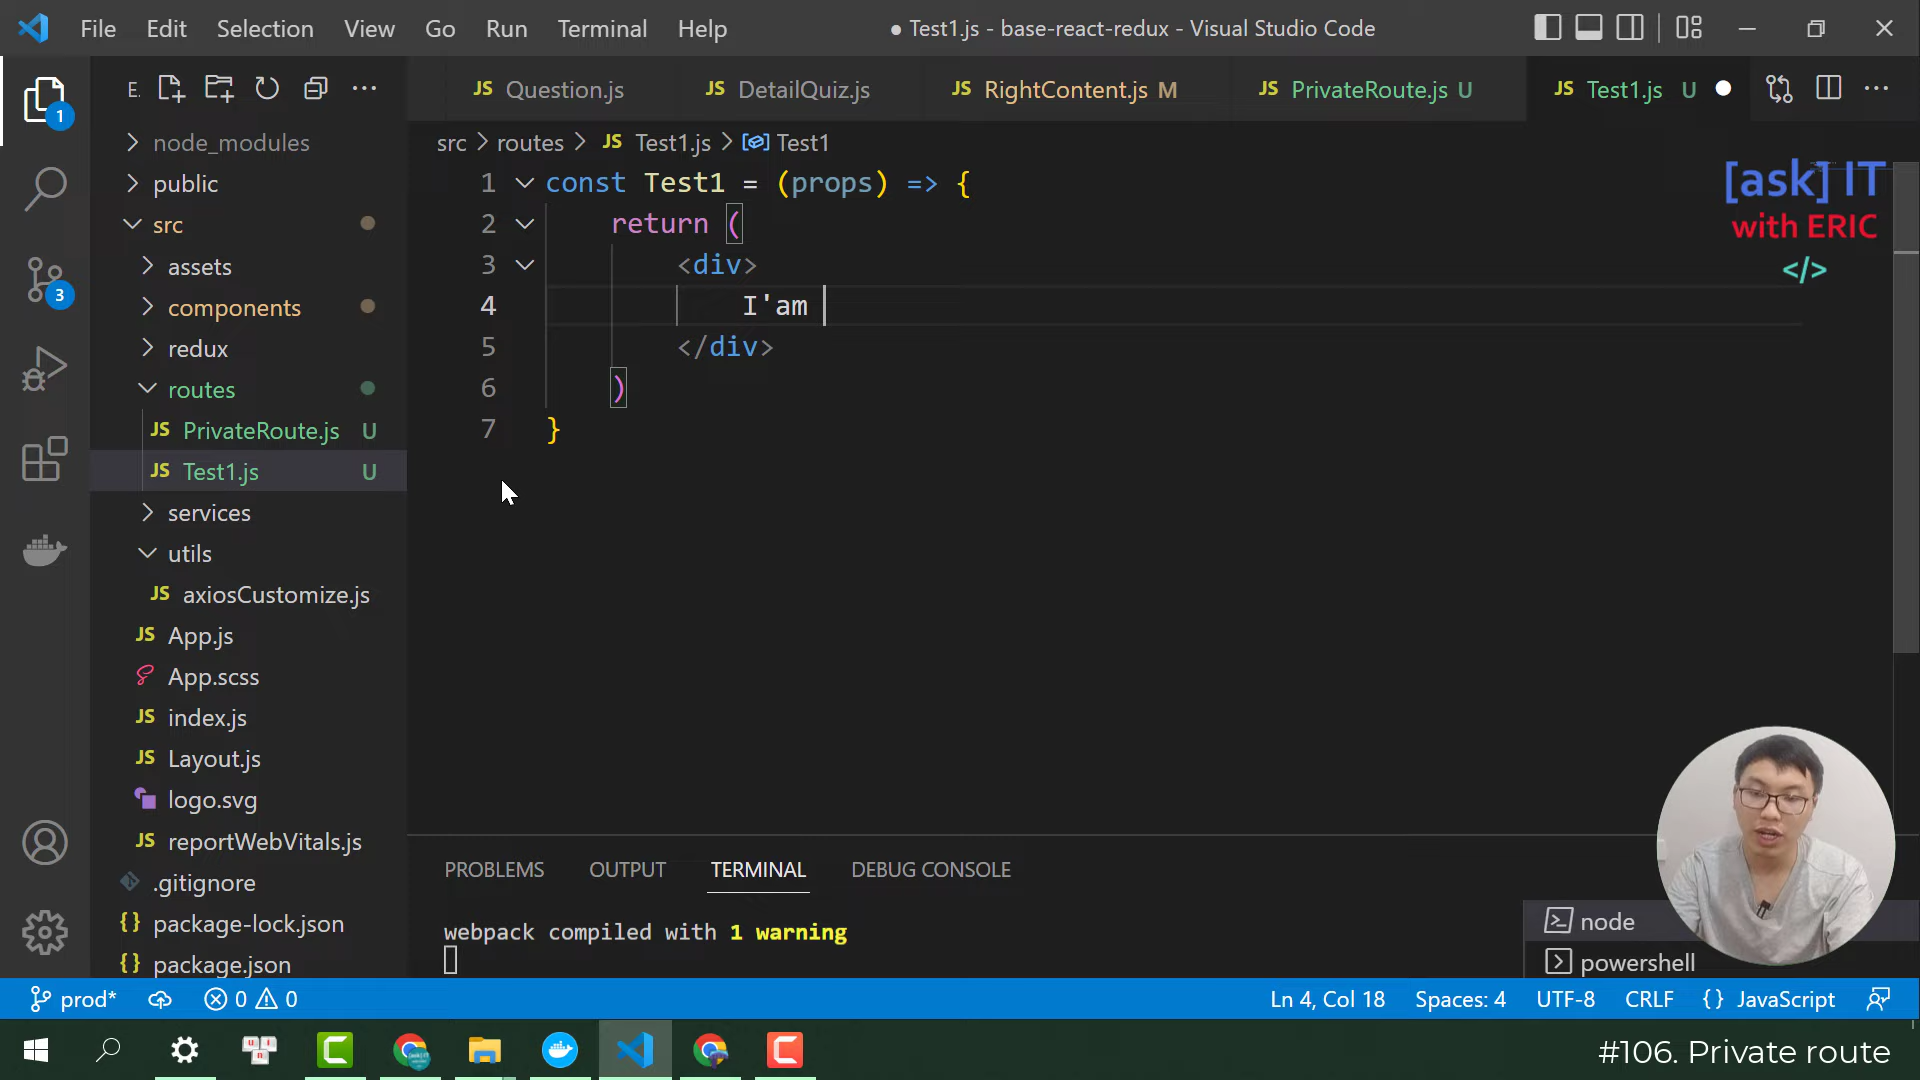 File Edit Selection View Go Run Terminal Help ● Test1.js - base-react-redux - Visual Studio Code
E.
JS Question.js JS DetailQuiz.js JS RightContent.js M JS PrivateRoute.js U JS Test1.js U
src > routes > JS Test1.js > Test1
1
node_modules
public
src
assets
components
redux
routes
JS PrivateRoute.js U
JS Test1.js U
services
utils
JS axiosCustomize.js
JS App.js
App.scss
JS index.js
JS Layout.js
logo.svg
JS reportWebVitals.js
.gitignore
{} package-lock.json
{} package.json
3
1 const Test1 = (props) => {
2 return (
3 <div>
4 I'am
5 </div>
6 )
7 }
[ask] IT
with ERIC
</>
PROBLEMS OUTPUT TERMINAL DEBUG CONSOLE
webpack compiled with 1 warning
node
powershell
prod* 0 0 Ln 4, Col 18 Spaces: 4 UTF-8 CRLF {} JavaScript
#106. Private route